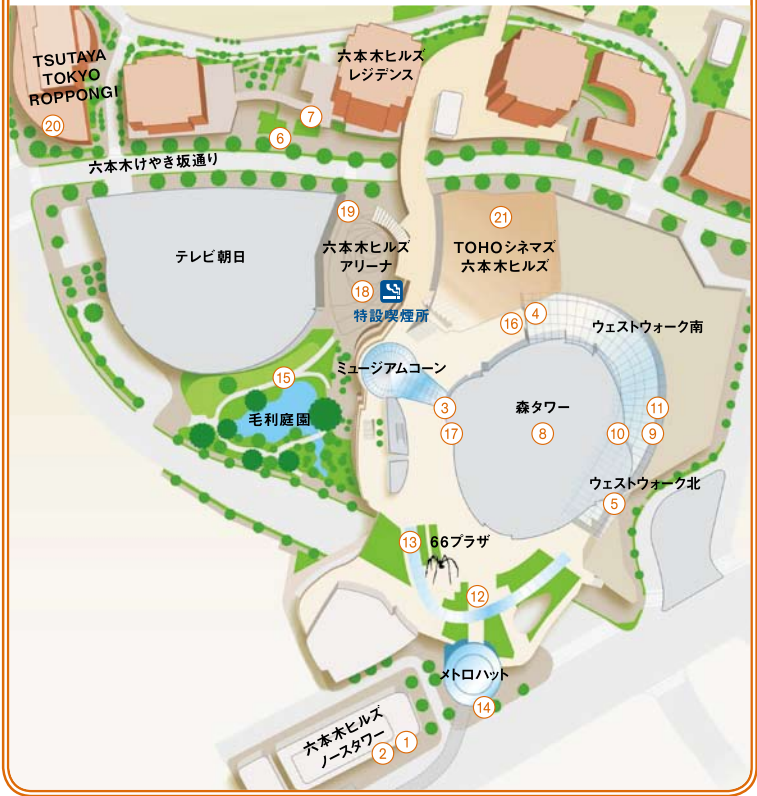 TSUTAYA
TOKYO
ROPPONGI
20
六本木ヒルズ
レジデンス
7
6
六本木けやき坂通り
テレビ朝日
19
六本木ヒルズ
アリーナ
18
特設喫煙所
21
TOHOシネマズ
六本木ヒルズ
16
4
ウェストウォーク南
ミュージアムコーン
15
毛利庭園
3
17
森タワー
8
10
11
9
ウェストウォーク北
5
13
66プラザ
12
メトロハット
14
六本木ヒルズ
ノースタワー
2
1